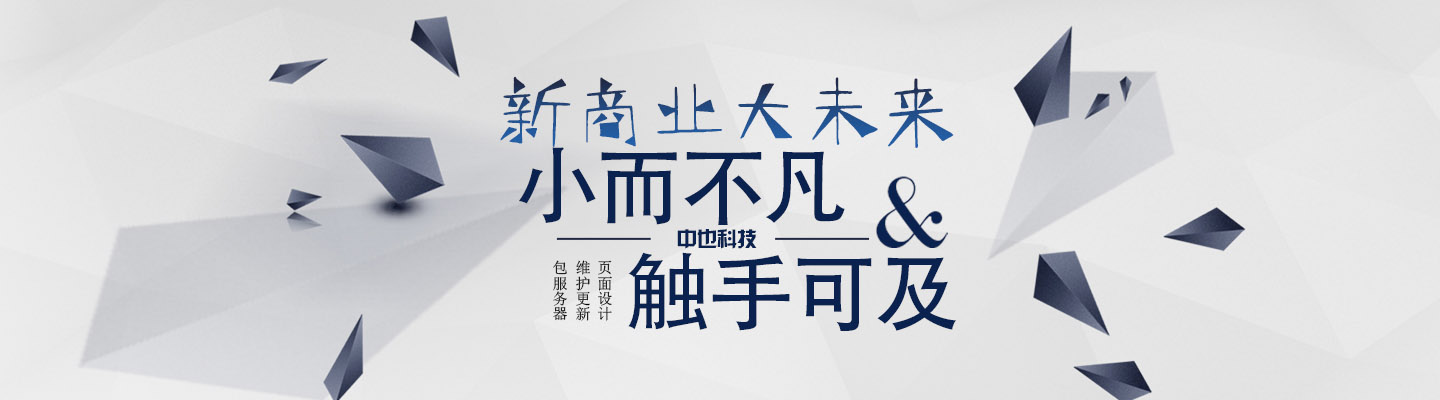 新商业大未来
小而不凡
&
中也科技
页面设计
维护更新
包服务器
触手可及